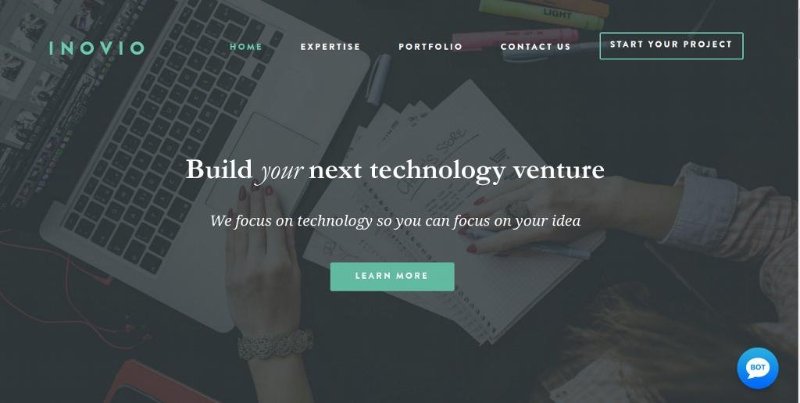 LIGHT
INOVIO
HOME
EXPERTISE
PORTFOLIO
CONTACT US
START YOUR PROJECT
Build your next technology venture
We focus on technology so you can focus on your idea
LEARN MORE
BOT